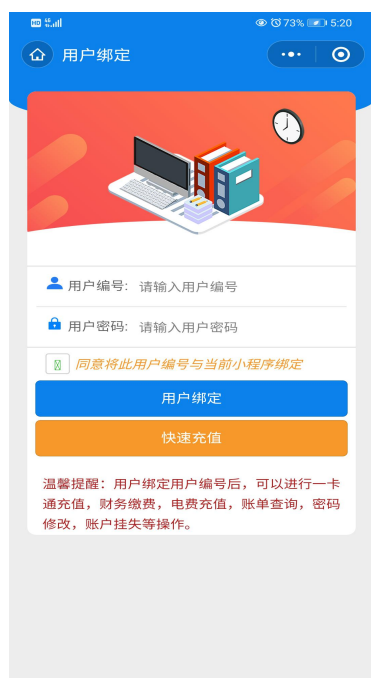 HD 73% 5:20
用户绑定
用户编号: 请输入用户编号
用户密码: 请输入用户密码
同意将此用户编号与当前小程序绑定
用户绑定
快速充值
温馨提醒：用户绑定用户编号后，可以进行一卡
通充值，财务缴费，电费充值，账单查询，密码
修改，账户挂失等操作。